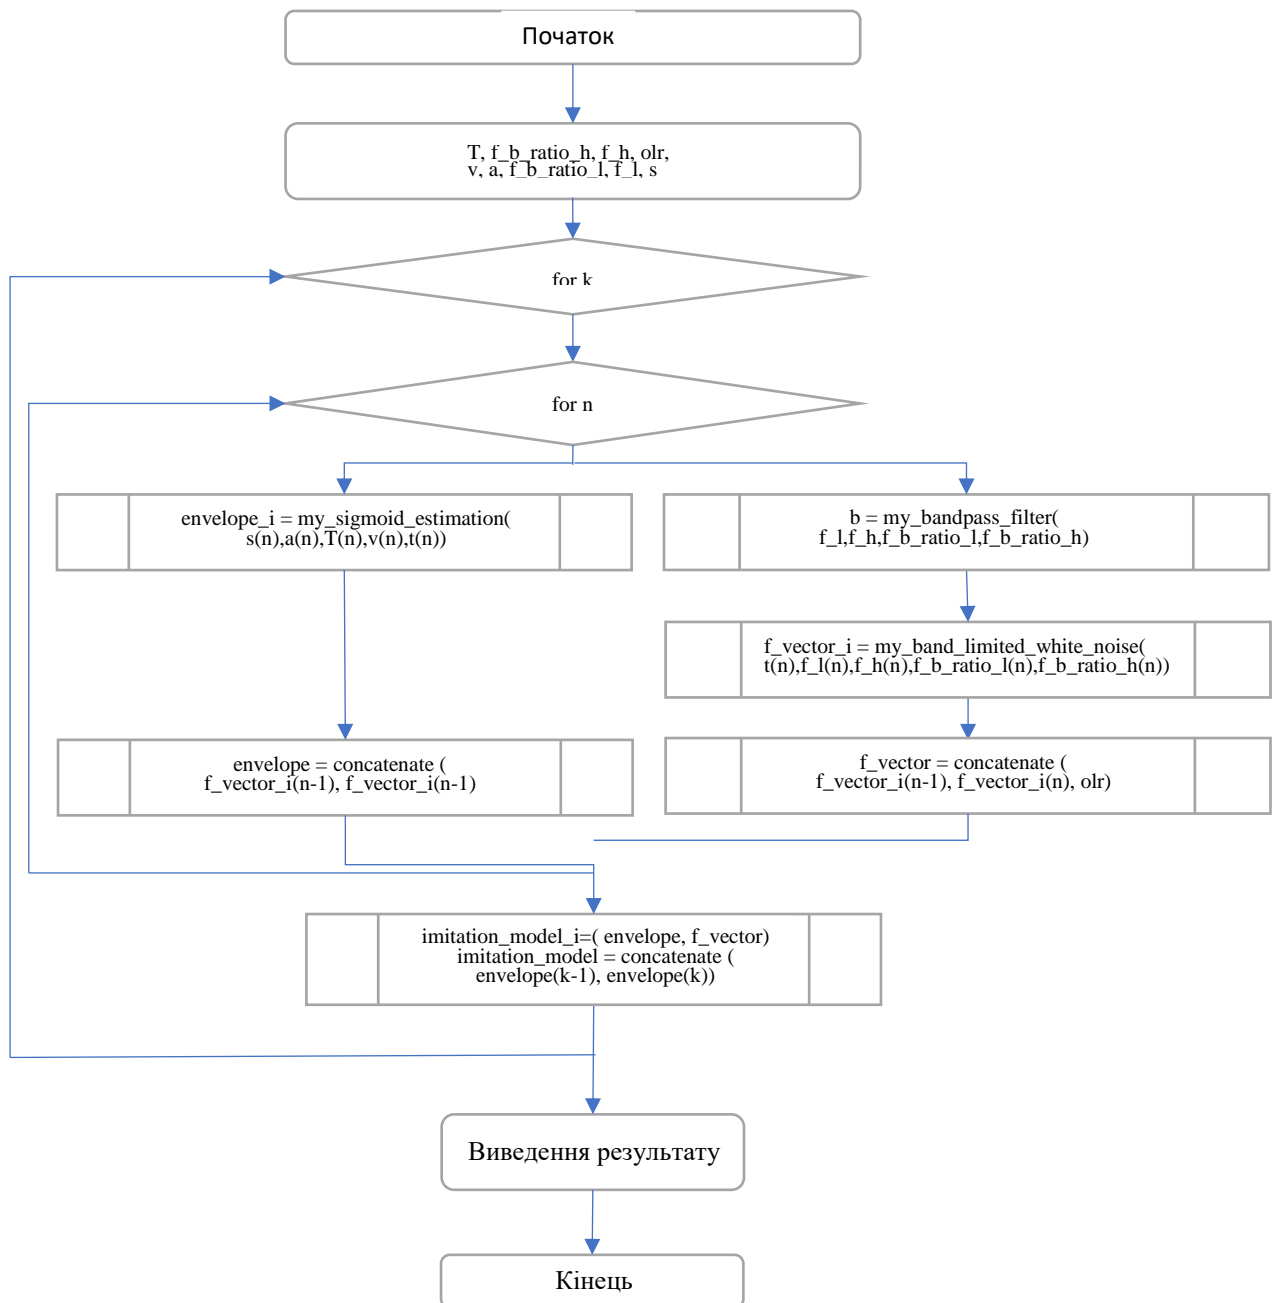 Початок
T, f_b_ratio_h, f_h, olr,
v, a, f_b_ratio_l, f_l, s
for k
for n
envelope_i = my_sigmoid_estimation(
s(n),a(n),T(n),v(n),t(n))
b = my_bandpass_filter(
f_l,f_h,f_b_ratio_l,f_b_ratio_h)
f_vector_i = my_band_limited_white_noise(
t(n),f_l(n),f_h(n),f_b_ratio_l(n),f_b_ratio_h(n))
envelope = concatenate (
f_vector_i(n-1), f_vector_i(n-1)
f_vector = concatenate (
f_vector_i(n-1), f_vector_i(n), olr)
imitation_model_i=( envelope, f_vector)
imitation_model = concatenate (
envelope(k-1), envelope(k))
Виведення результату
Кінець